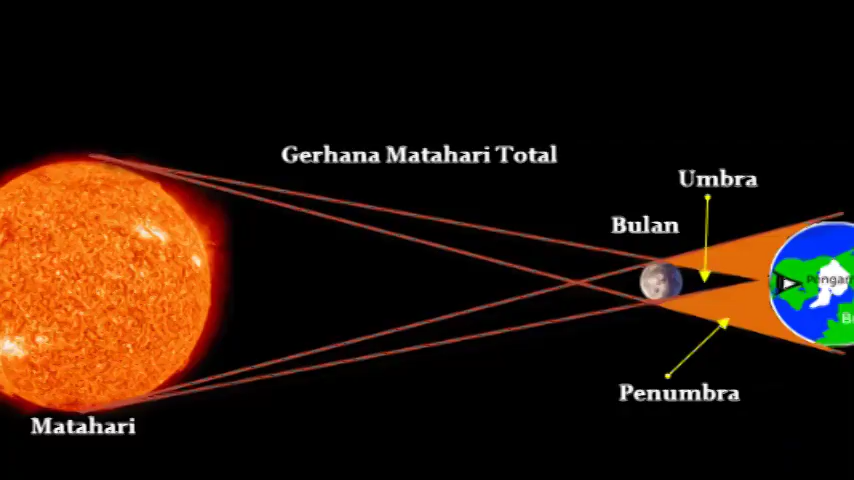 Gerhana Matahari Total
Umbra
Bulan
Penumbra
Matahari